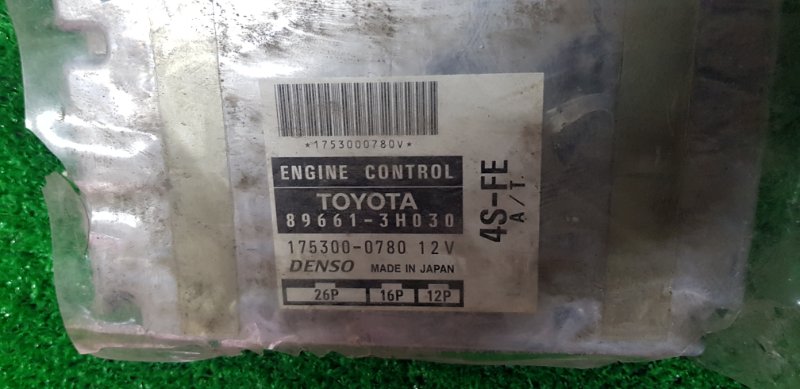 *1753000780V*
ENGINE CONTROL
TOYOTA
89661-3H030
175300-0780 12V
DENSO MADE IN JAPAN
26P 16P 12P
4S-FE
A/T.